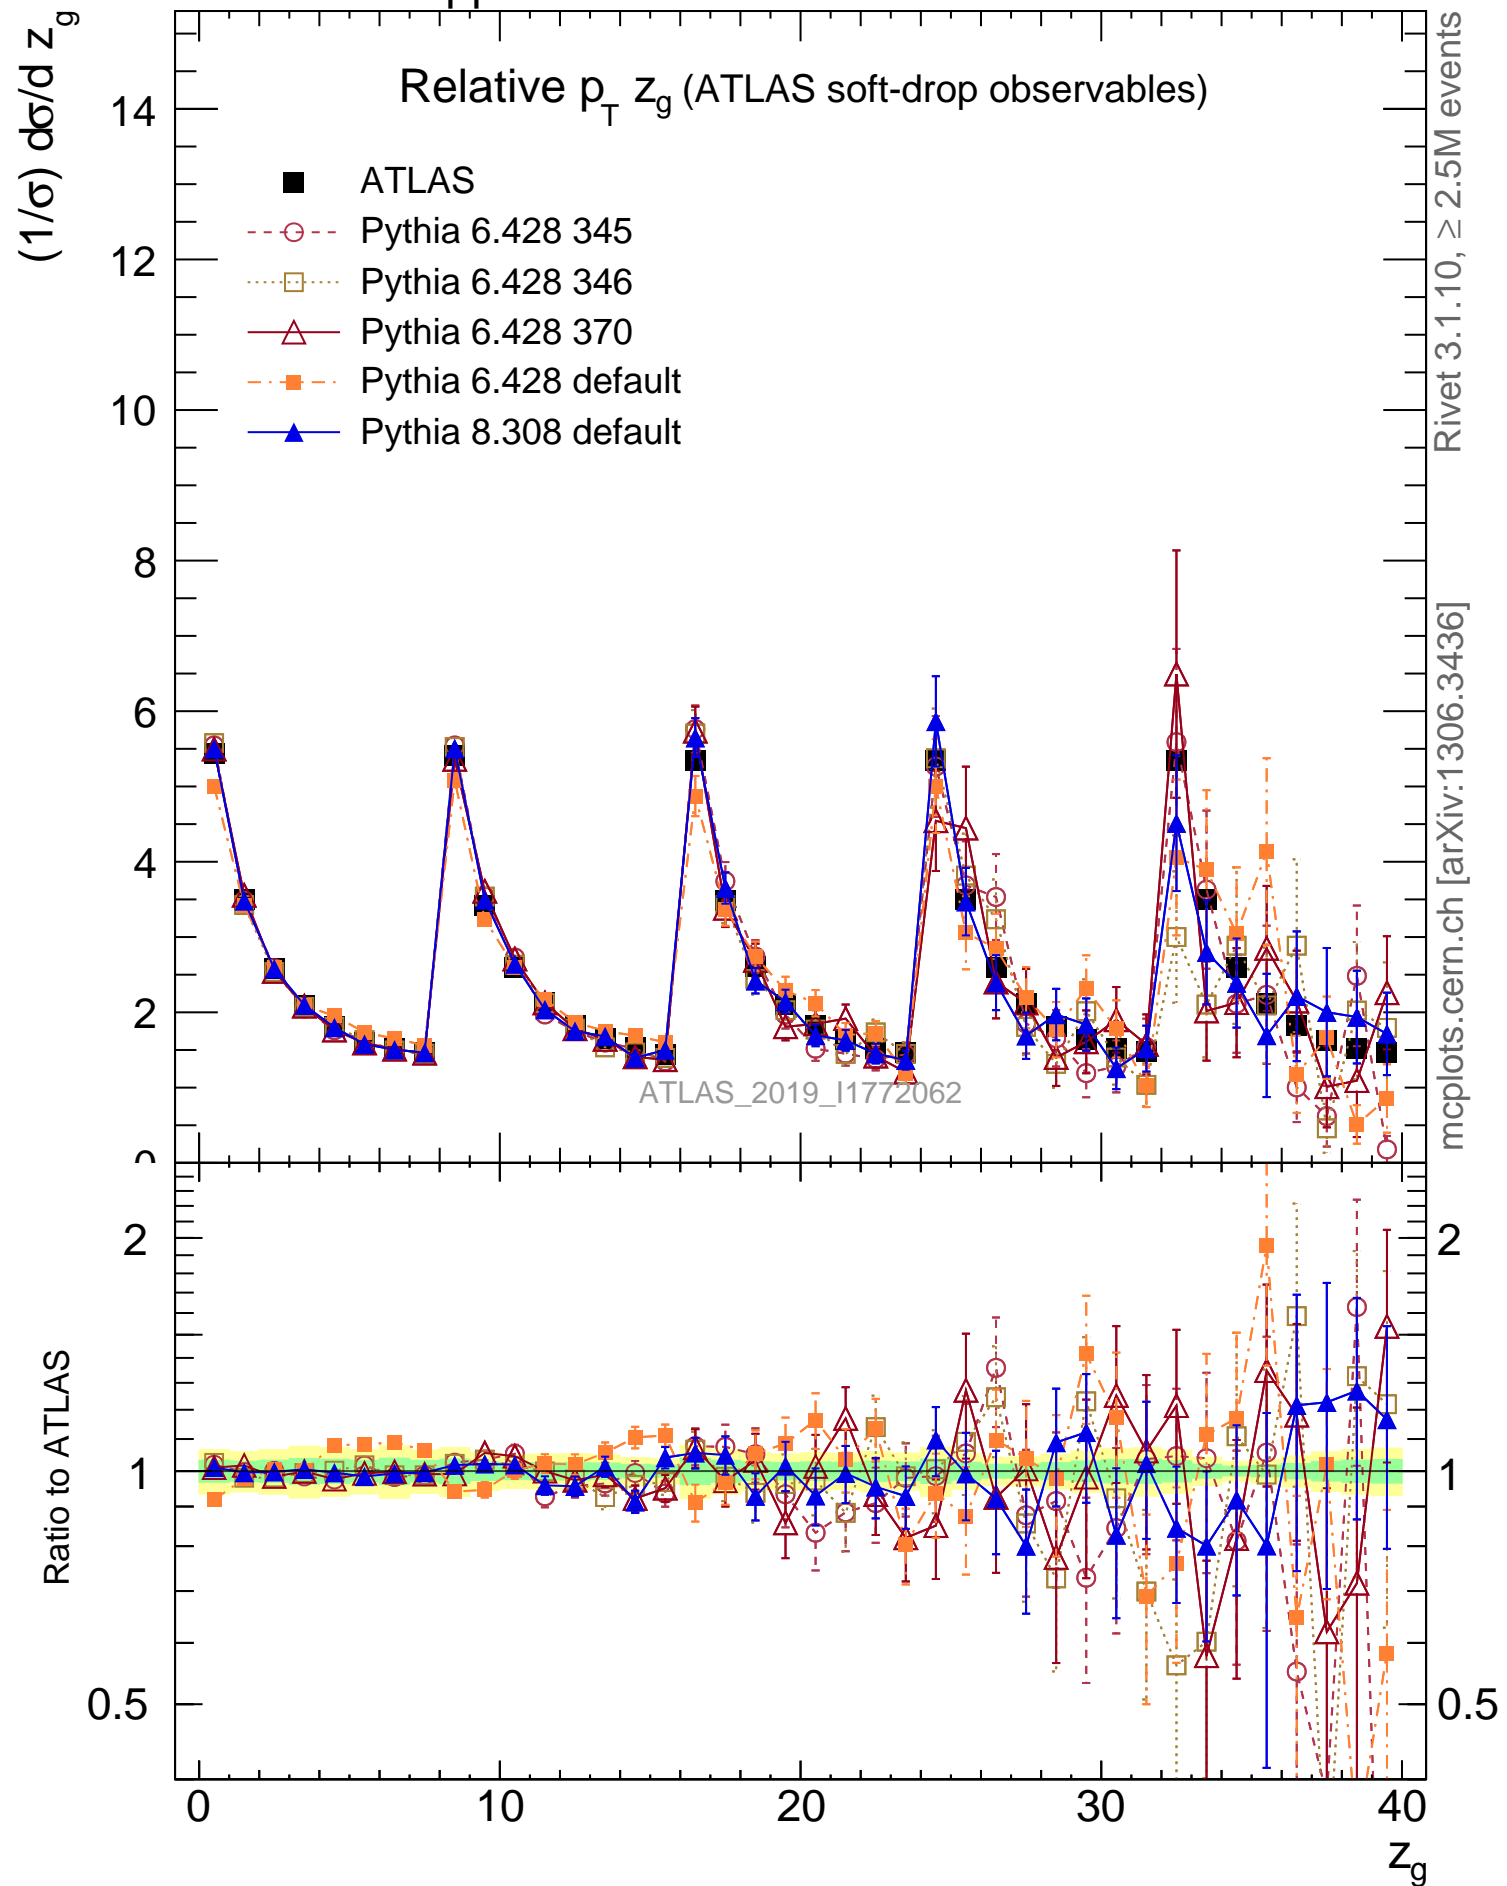 pp
(1/σ) dσ/d z_g
Relative p_T z_g (ATLAS soft-drop observables)
ATLAS
Pythia 6.428 345
Pythia 6.428 346
Pythia 6.428 370
Pythia 6.428 default
Pythia 8.308 default
14
12
10
8
6
4
2
0
ATLAS_2019_I1772062
Rivet 3.1.10, ≥ 2.5M events
mcplots.cern.ch [arXiv:1306.3436]
Ratio to ATLAS
2
1
0.5
2
1
0.5
0 10 20 30 40
z_g